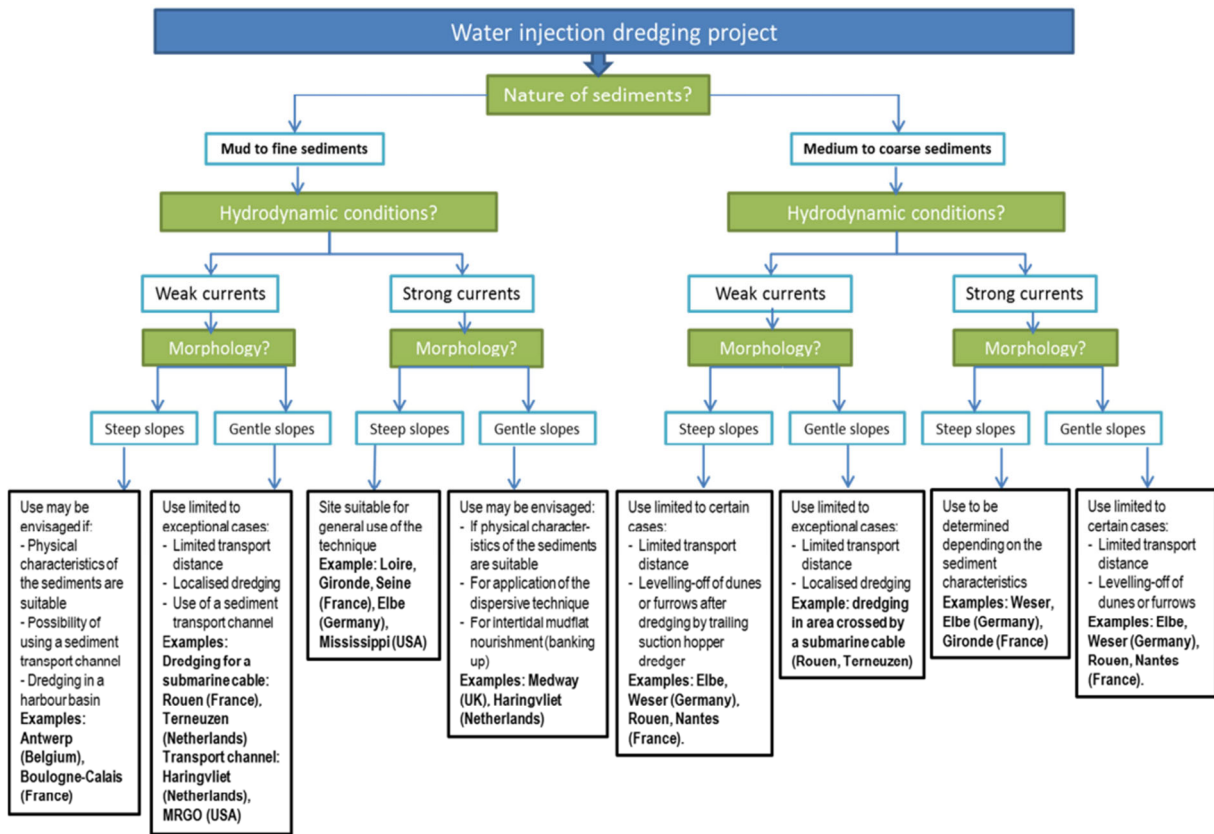 Water injection dredging project
Nature of sediments?
Mud to fine sediments
Medium to coarse sediments
Hydrodynamic conditions?
Hydrodynamic conditions?
Weak currents
Strong currents
Weak currents
Strong currents
Morphology?
Morphology?
Morphology?
Morphology?
Steep slopes
Gentle slopes
Steep slopes
Gentle slopes
Steep slopes
Gentle slopes
Steep slopes
Gentle slopes
Use may be
envisaged if:
- Physical
characteristics of
the sediments are
suitable
- Possibility of
using a sediment
transport channel
- Dredging in a
harbour basin
Examples:
Antwerp
(Belgium),
Boulogne-Calais
(France)
Use limited to
exceptional cases:
- Limited transport
distance
- Localised dredging
- Use of a sediment
transport channel
Examples:
Dredging for a
submarine cable:
Rouen (France),
Terneuzen
(Netherlands)
Transport channel:
Haringvliet
(Netherlands),
MRGO (USA)
Site suitable for
general use of the
technique
Example: Loire,
Gironde, Seine
(France), Elbe
(Germany),
Mississippi (USA)
Use may be envisaged:
- If physical character-
istics of the sediments
are suitable
- For application of the
dispersive technique
- For intertidal mudflat
nourishment (banking
up)
Examples: Medway
(UK), Haringvliet
(Netherlands)
Use limited to certain
cases:
- Limited transport
distance
- Levelling-off of dunes
or furrows after
dredging by trailing
suction hopper
dredger
Examples: Elbe,
Weser (Germany),
Rouen, Nantes
(France).
Use limited to
exceptional cases:
- Limited transport
distance
- Localised dredging
Example: dredging
in area crossed by
a submarine cable
(Rouen, Terneuzen)
Use to be
determined
depending on the
sediment
characteristics
Examples: Weser,
Elbe (Germany),
Gironde (France)
Use limited to
certain cases:
- Limited transport
distance
- Levelling-off of
dunes or furrows
Examples: Elbe,
Weser (Germany),
Rouen, Nantes
(France).